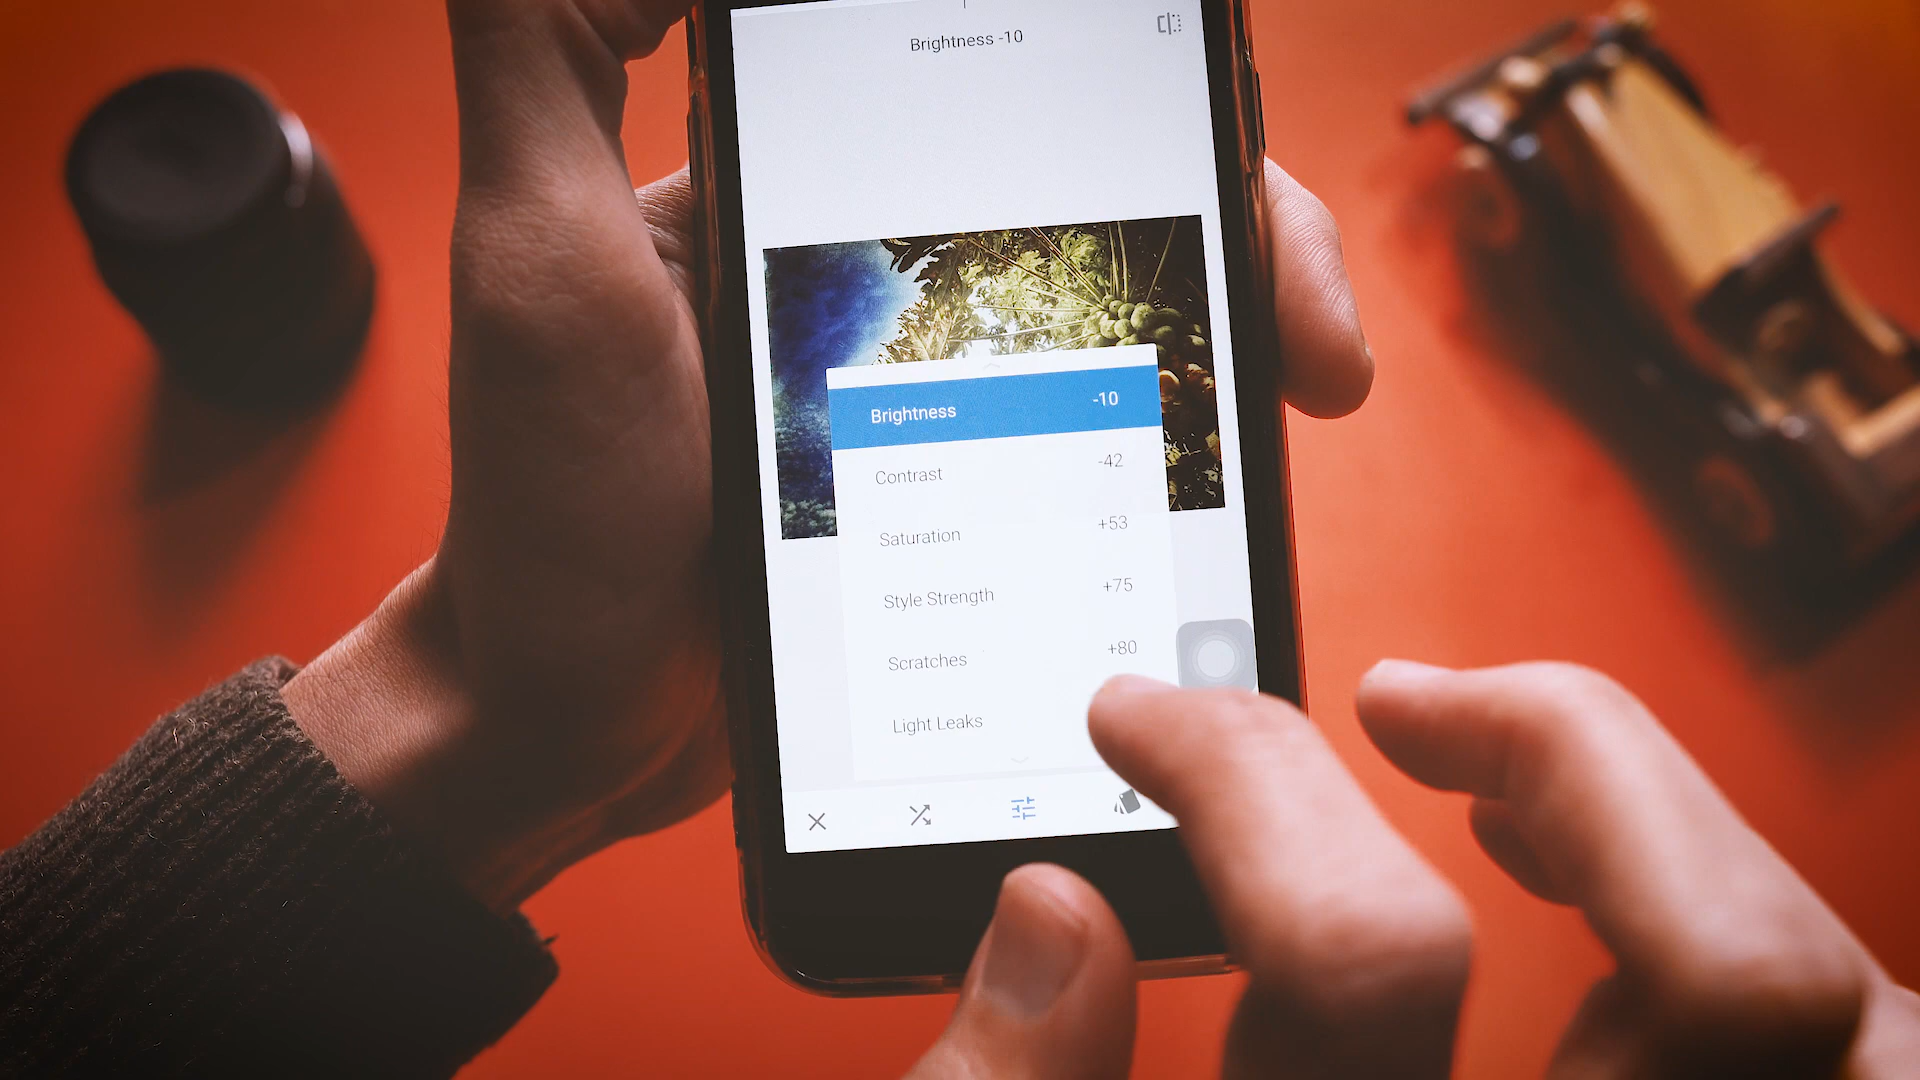 Brightness -10
Brightness -10
Contrast -42
Saturation +53
Style Strength +75
Scratches +80
Light Leaks